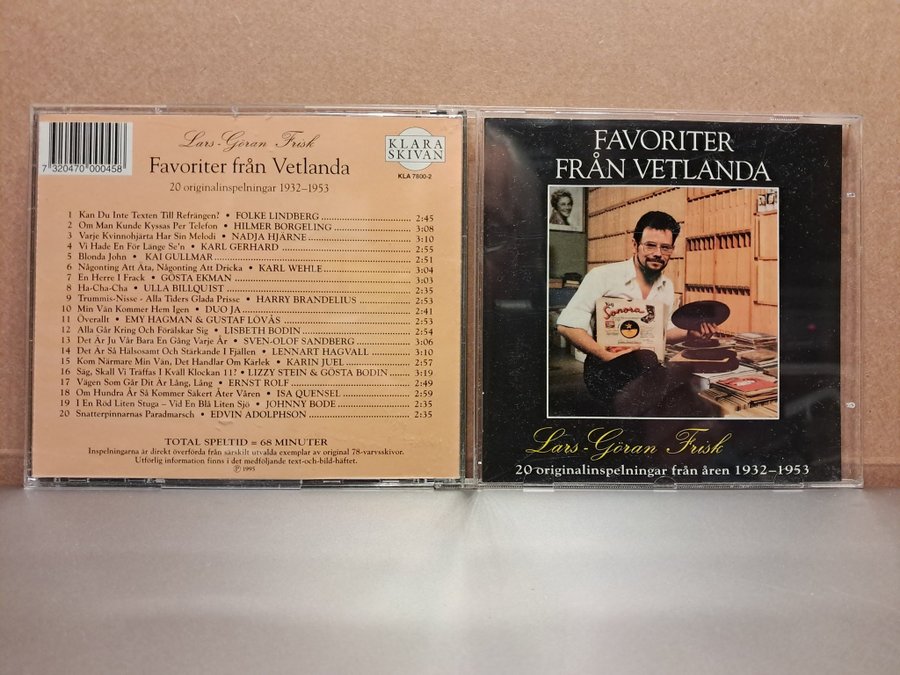 Lars-Göran Frisk
KLARA
SKIVAN
KLA 7800-2
7 320470 000458
Favoriter från Vetlanda
20 originalinspelningar 1932–1953
1 Kan Du Inte Texten Till Refrängen? • FOLKE LINDBERG 2:45
2 Om Man Kunde Kyssas Per Telefon • HILMER BORGELING 3:08
3 Varje Kvinnohjärta Har Sin Melodi • NADJA HJÄRNE 3:10
4 Vi Hade En För Länge Se'n • KARL GERHARD 2:55
5 Blonda John • KAI GULLMAR 2:51
6 Någonting Att Äta, Någonting Att Dricka • KARL WEHLE 3:04
7 En Herre I Frack • GÖSTA EKMAN 3:03
8 Ha-Cha-Cha • ULLA BILLQUIST 2:35
9 Trummis-Nisse - Alla Tiders Glada Prisse • HARRY BRANDELIUS 2:53
10 Min Vän Kommer Hem Igen • DUO JA 2:41
11 Överallt • EMY HAGMAN & GUSTAF LÖVÅS 2:53
12 Alla Går Kring Och Förälskar Sig • LISBETH BODIN 2:54
13 Det Är Ju Vår Bara En Gång Varje År • SVEN-OLOF SANDBERG 3:06
14 Det Är Så Hälsosamt Och Stärkande I Fjällen • LENNART HAGVALL 3:10
15 Kom Närmare Min Vän, Det Handlar Om Kärlek • KARIN JUEL 3:17
16 Säg, Skall Vi Träffas I Kväll Klockan 11? • LIZZY STEIN & GÖSTA BODIN 3:19
17 Vägen Som Går Dit Är Lång, Lång • ERNST ROLF 2:49
18 Om Hundra År Så Kommer Säkert Åter Våren • ISA QUENSEL 2:59
19 I En Röd Liten Stuga – Vid En Blå Liten Sjö • JOHNNY BODE 2:35
20 Snatterpinnarnas Paradmarsch • EDVIN ADOLPHSON 2:35
TOTAL SPELTID = 68 MINUTER
Inspelningarna är direkt överförda från särskilt utvalda exemplar av original 78-varvsskivor.
Utförlig information finns i det medföljande text-och-bild-häftet.
℗ 1995
FAVORITER
FRÅN VETLANDA
Sonora
Lars-Göran Frisk
20 originalinspelningar från åren 1932–1953